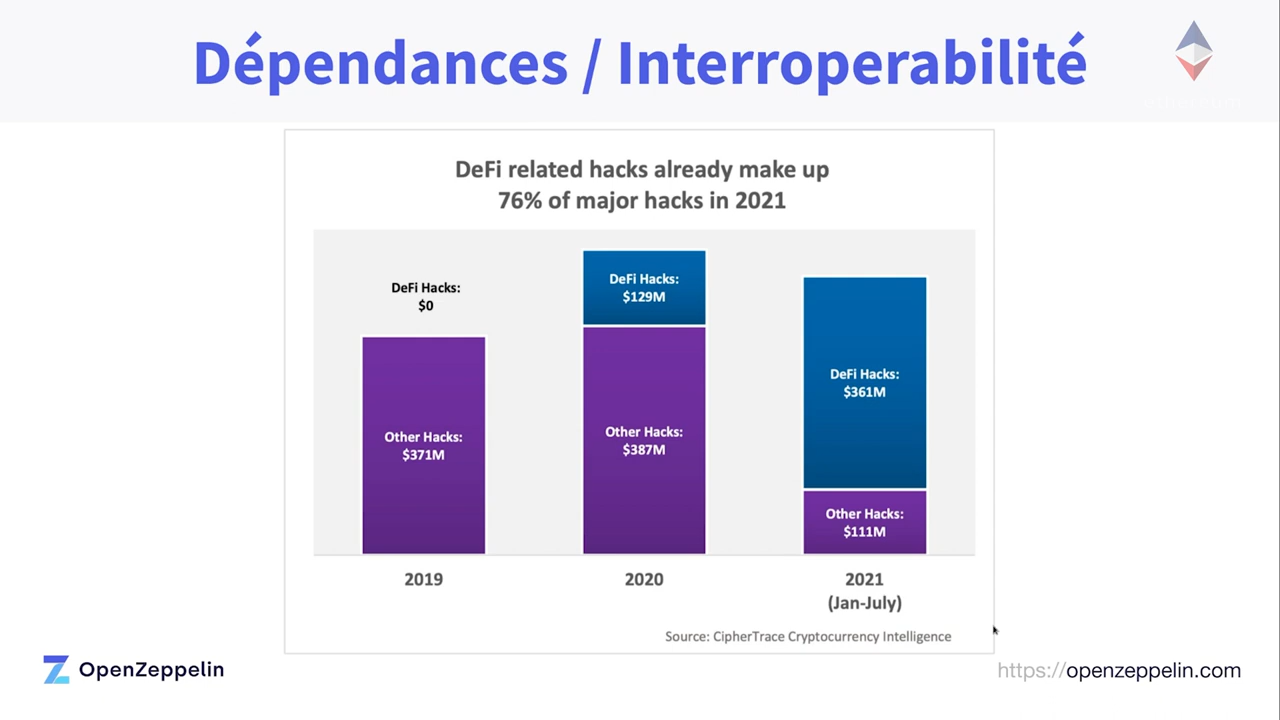 Dépendances / Interroperabilité
DeFi related hacks already make up
76% of major hacks in 2021
DeFi Hacks:
$0
Other Hacks:
$371M
DeFi Hacks:
$129M
Other Hacks:
$387M
DeFi Hacks:
$361M
Other Hacks:
$111M
2019
2020
2021
(Jan-July)
Source: CipherTrace Cryptocurrency Intelligence
OpenZeppelin
https://openzeppelin.com